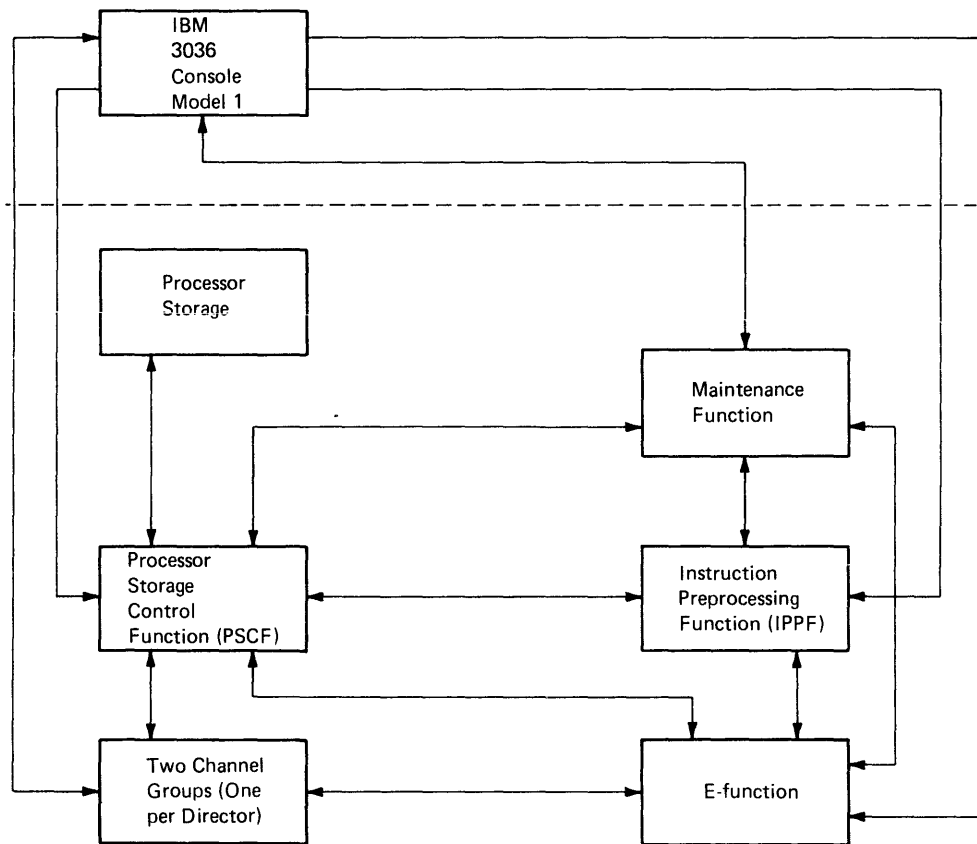 IBM
3036
Console
Model 1
Processor
Storage
Maintenance
Function
Processor
Storage
Control
Function (PSCF)
Instruction
Preprocessing
Function (IPPF)
Two Channel
Groups (One
per Director)
E-function